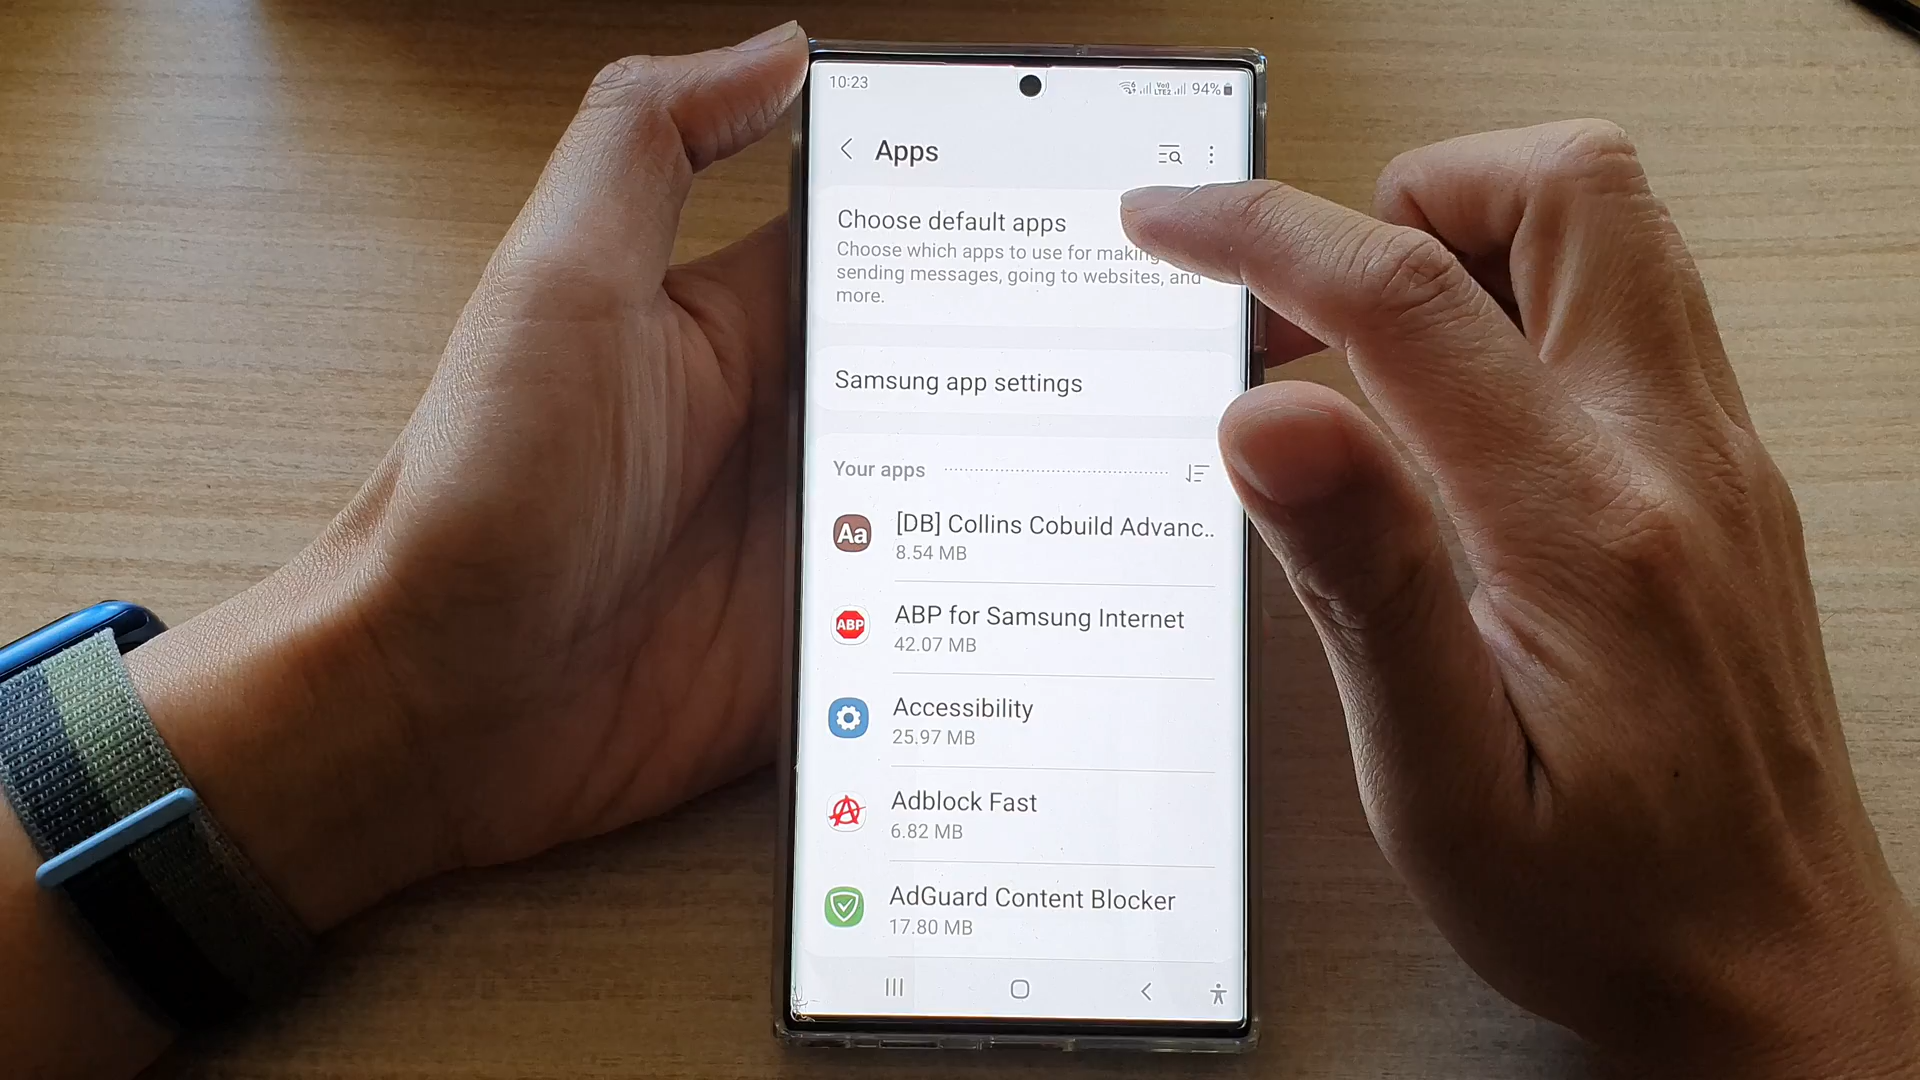 10:23
Voı)
LTE2
94%
Apps
Choose default apps
Choose which apps to use for making
sending messages, going to websites, and
more.
Samsung app settings
Your apps
Aa
[DB] Collins Cobuild Advanc..
8.54 MB
ABP
ABP for Samsung Internet
42.07 MB
Accessibility
25.97 MB
Adblock Fast
6.82 MB
AdGuard Content Blocker
17.80 MB